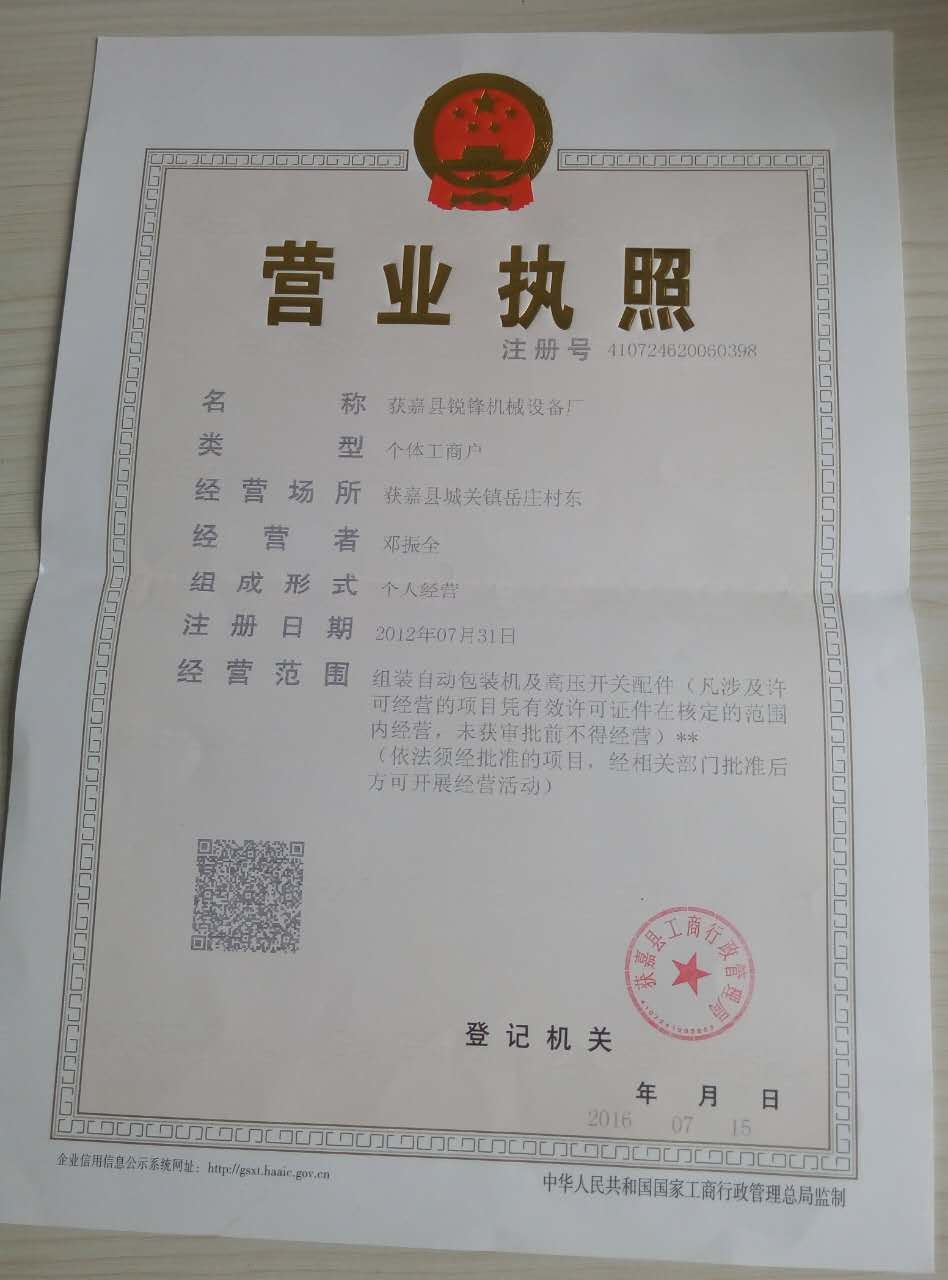 营业执照
注册号 410724620060398
名称 获嘉县锐锋机械设备厂
类型 个体工商户
经营场所 获嘉县城关镇岳庄村东
经营者 邓振全
组成形式 个人经营
注册日期 2012年07月31日
经营范围 组装自动包装机及高压开关配件（凡涉及许
可经营的项目凭有效许可证件在核定的范围
内经营，未获审批前不得经营）**
（依法须经批准的项目，经相关部门批准后
方可开展经营活动）
获嘉县工商行政管理局
登记机关
年 月 日
2016 07 15
企业信用信息公示系统网址：http://gsxt.haaic.gov.cn
中华人民共和国国家工商行政管理总局监制